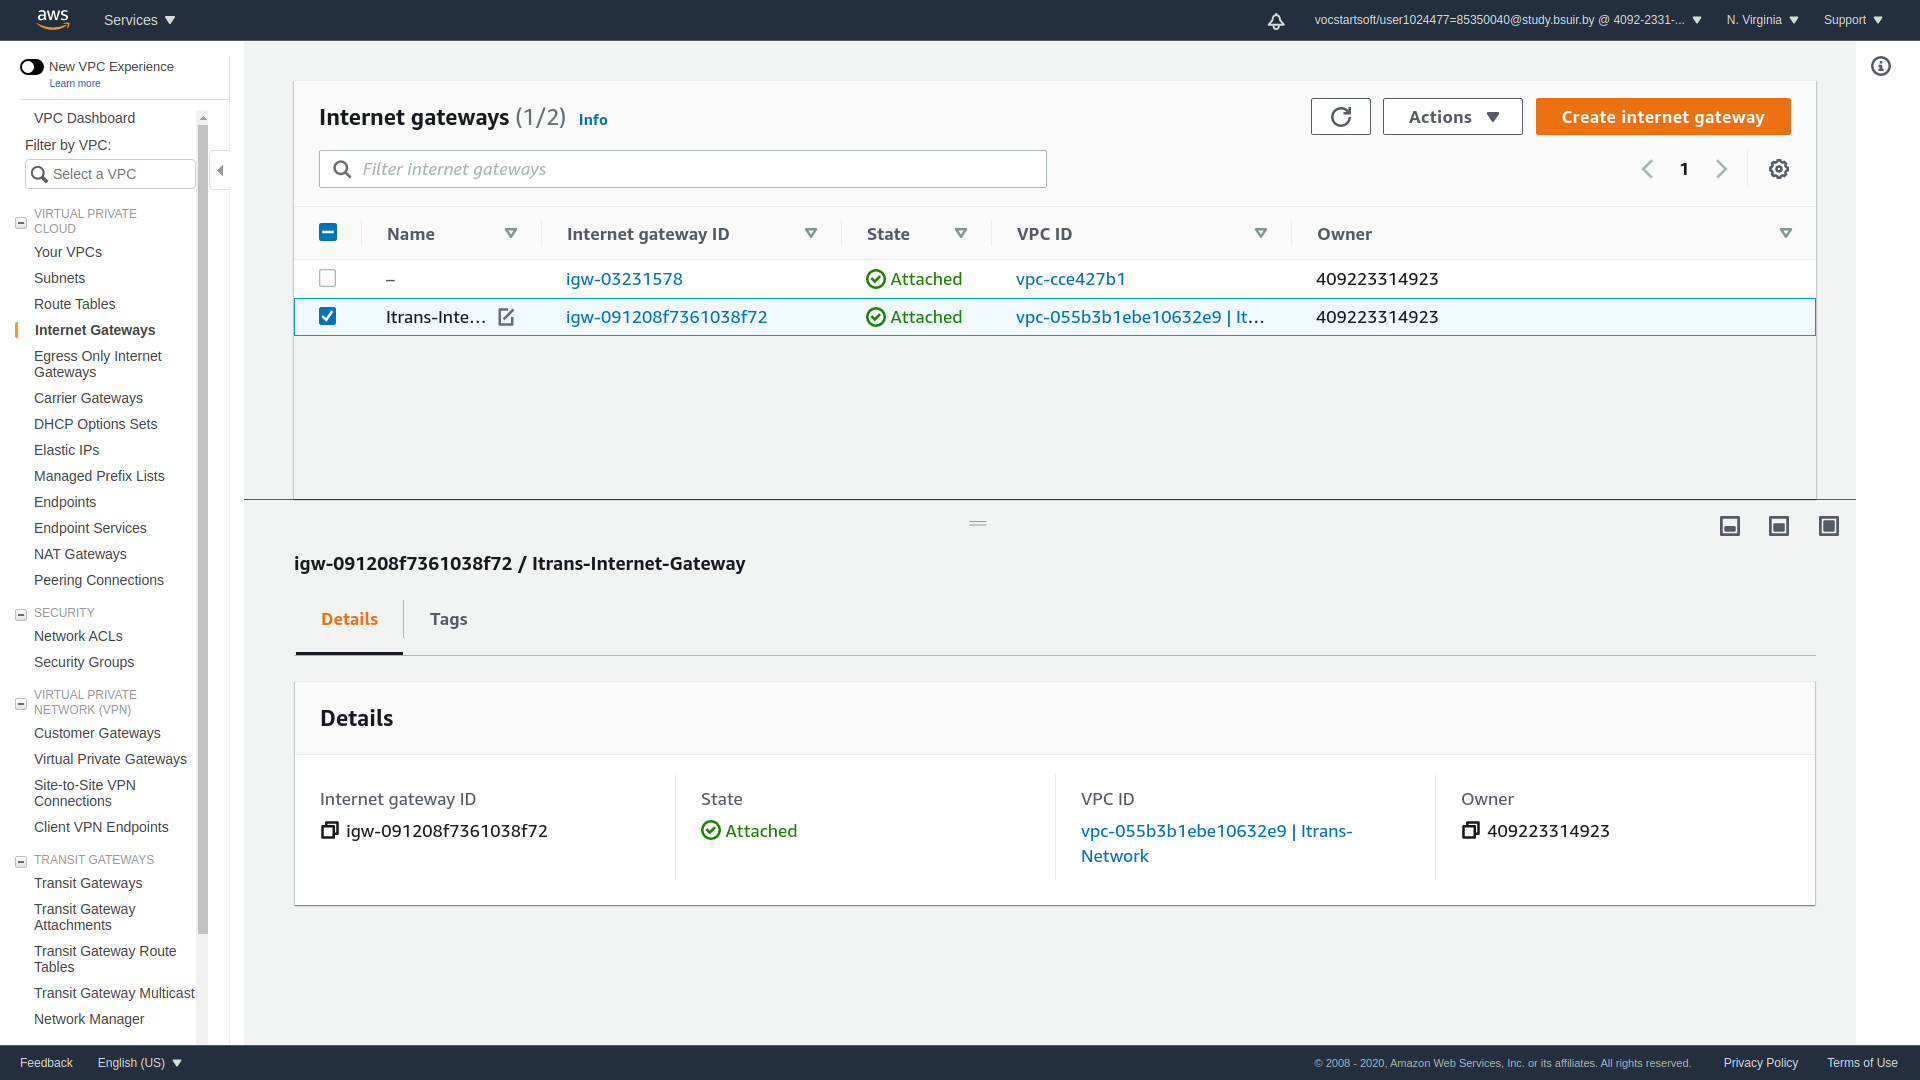 aws
Services
vocstartsoft/user1024477=85350040@study.bsuir.by @ 4092-2331-...
N. Virginia
Support
New VPC Experience
Learn more
VPC Dashboard
Filter by VPC:
Select a VPC
VIRTUAL PRIVATE
CLOUD
Your VPCs
Subnets
Route Tables
Internet Gateways
Egress Only Internet
Gateways
Carrier Gateways
DHCP Options Sets
Elastic IPs
Managed Prefix Lists
Endpoints
Endpoint Services
NAT Gateways
Peering Connections
SECURITY
Network ACLs
Security Groups
VIRTUAL PRIVATE
NETWORK (VPN)
Customer Gateways
Virtual Private Gateways
Site-to-Site VPN
Connections
Client VPN Endpoints
TRANSIT GATEWAYS
Transit Gateways
Transit Gateway
Attachments
Transit Gateway Route
Tables
Transit Gateway Multicast
Network Manager
Internet gateways (1/2) Info
Actions
Create internet gateway
Filter internet gateways
1
Name Internet gateway ID State VPC ID Owner
– igw-03231578 Attached vpc-cce427b1 409223314923
Itrans-Inte... igw-091208f7361038f72 Attached vpc-055b3b1ebe10632e9 | It... 409223314923
igw-091208f7361038f72 / Itrans-Internet-Gateway
Details
Tags
Details
Internet gateway ID
igw-091208f7361038f72
State
Attached
VPC ID
vpc-055b3b1ebe10632e9 | Itrans-
Network
Owner
409223314923
Feedback
English (US)
© 2008 - 2020, Amazon Web Services, Inc. or its affiliates. All rights reserved.
Privacy Policy
Terms of Use